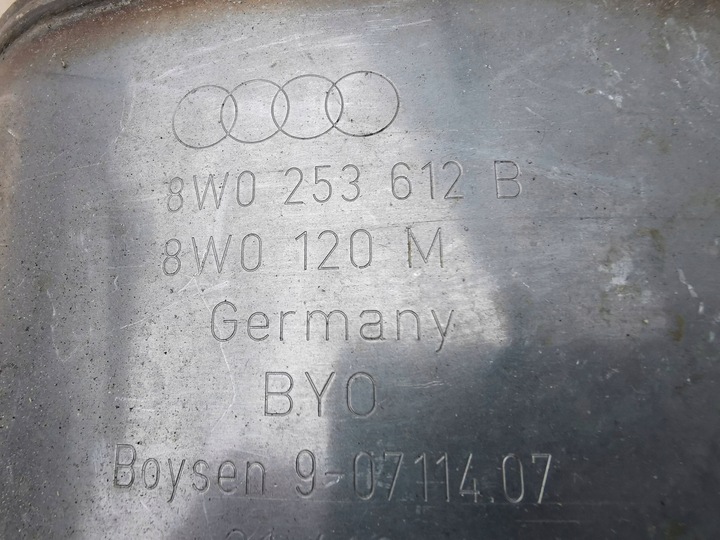 8W0 253 612 B
8W0 120 M
Germany
BYO
Boysen 9-07114.07